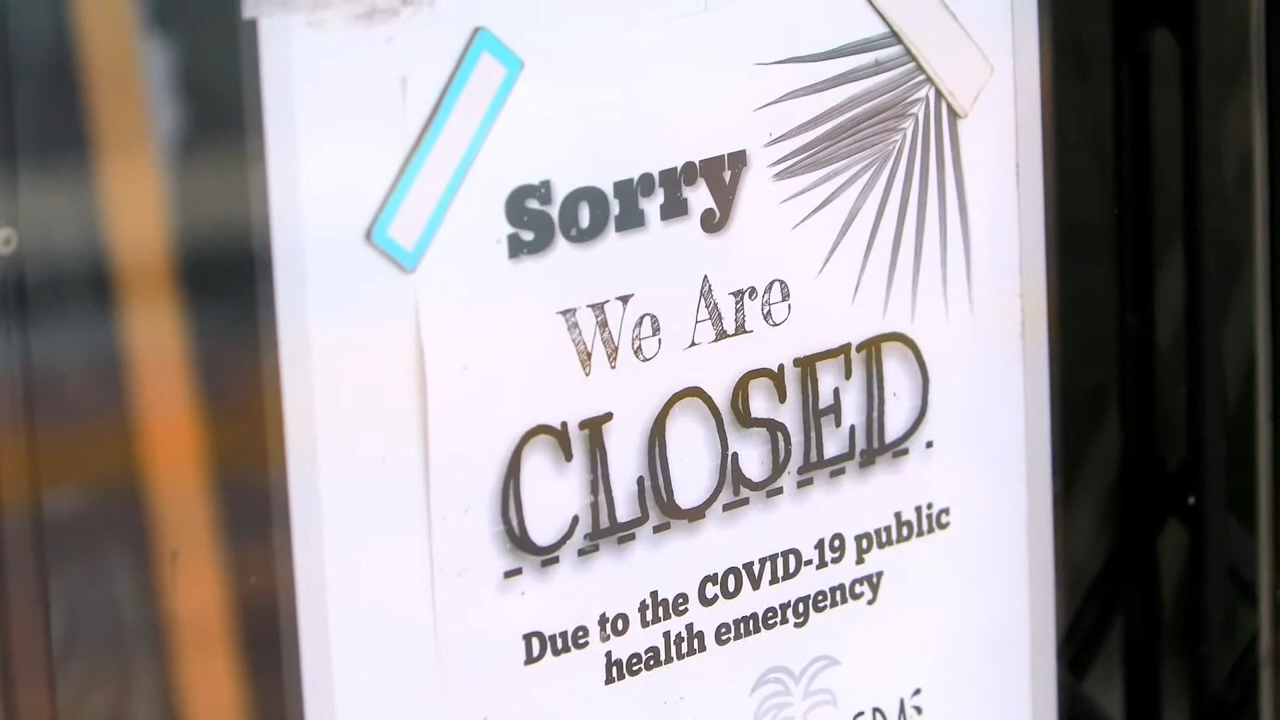 Sorry
We Are
CLOSED
Due to the COVID-19 public
health emergency